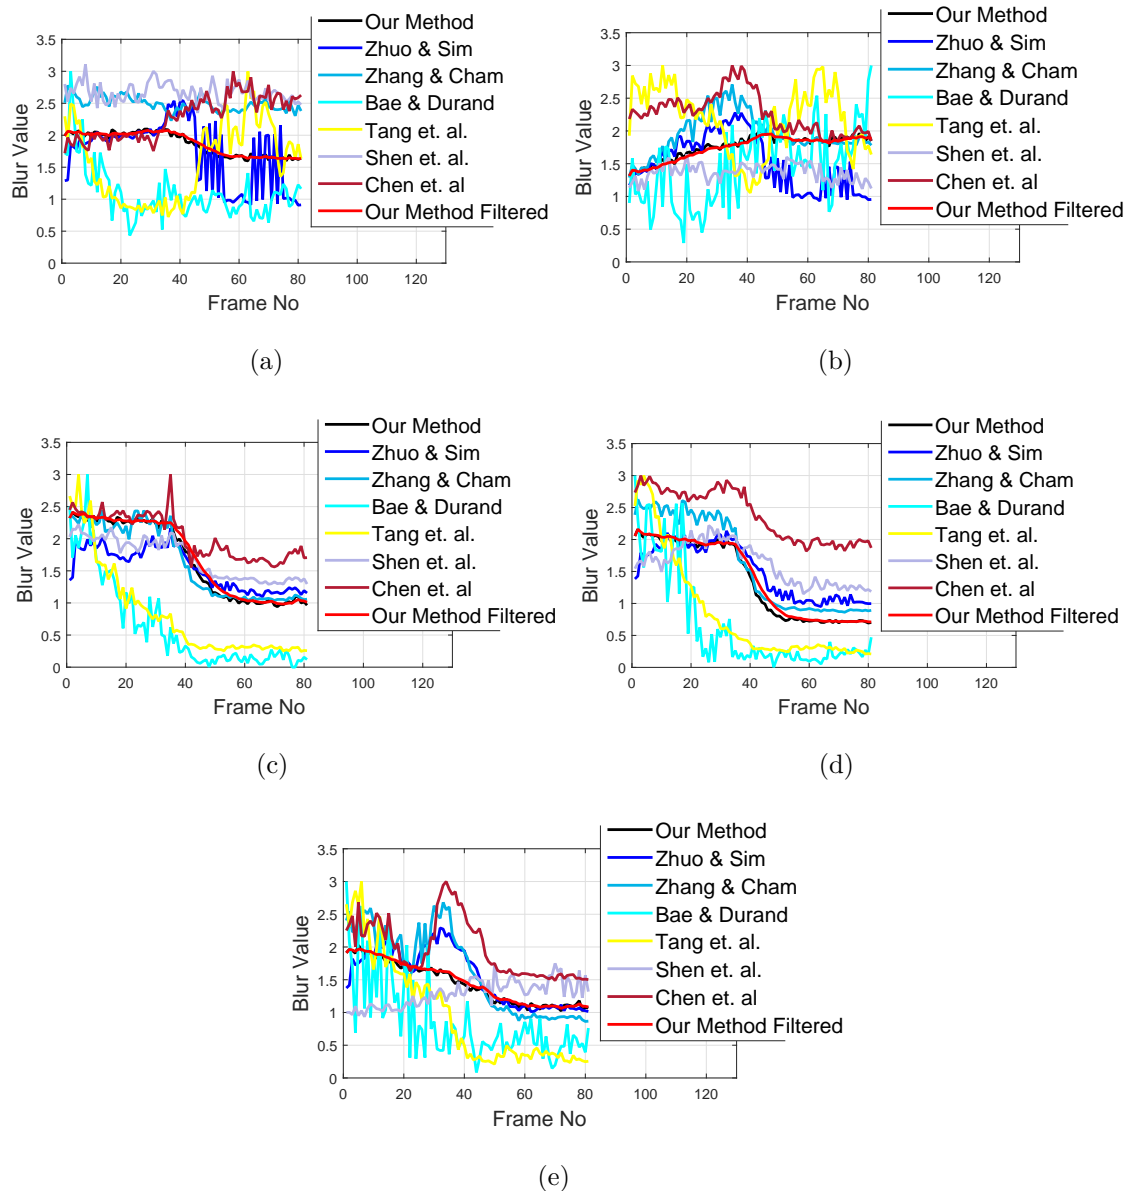 Our Method
Zhuo & Sim
Zhang & Cham
Bae & Durand
Tang et. al.
Shen et. al.
Chen et. al
Our Method Filtered
3.5
3
2.5
2
1.5
1
0.5
0
Blur Value
0 20 40 60 80 100 120
Frame No
(a)
Our Method
Zhuo & Sim
Zhang & Cham
Bae & Durand
Tang et. al.
Shen et. al.
Chen et. al
Our Method Filtered
3.5
3
2.5
2
1.5
1
0.5
0
Blur Value
0 20 40 60 80 100 120
Frame No
(b)
Our Method
Zhuo & Sim
Zhang & Cham
Bae & Durand
Tang et. al.
Shen et. al.
Chen et. al
Our Method Filtered
3.5
3
2.5
2
1.5
1
0.5
0
Blur Value
0 20 40 60 80 100 120
Frame No
(c)
Our Method
Zhuo & Sim
Zhang & Cham
Bae & Durand
Tang et. al.
Shen et. al.
Chen et. al
Our Method Filtered
3.5
3
2.5
2
1.5
1
0.5
0
Blur Value
0 20 40 60 80 100 120
Frame No
(d)
Our Method
Zhuo & Sim
Zhang & Cham
Bae & Durand
Tang et. al.
Shen et. al.
Chen et. al
Our Method Filtered
3.5
3
2.5
2
1.5
1
0.5
0
Blur Value
0 20 40 60 80 100 120
Frame No
(e)